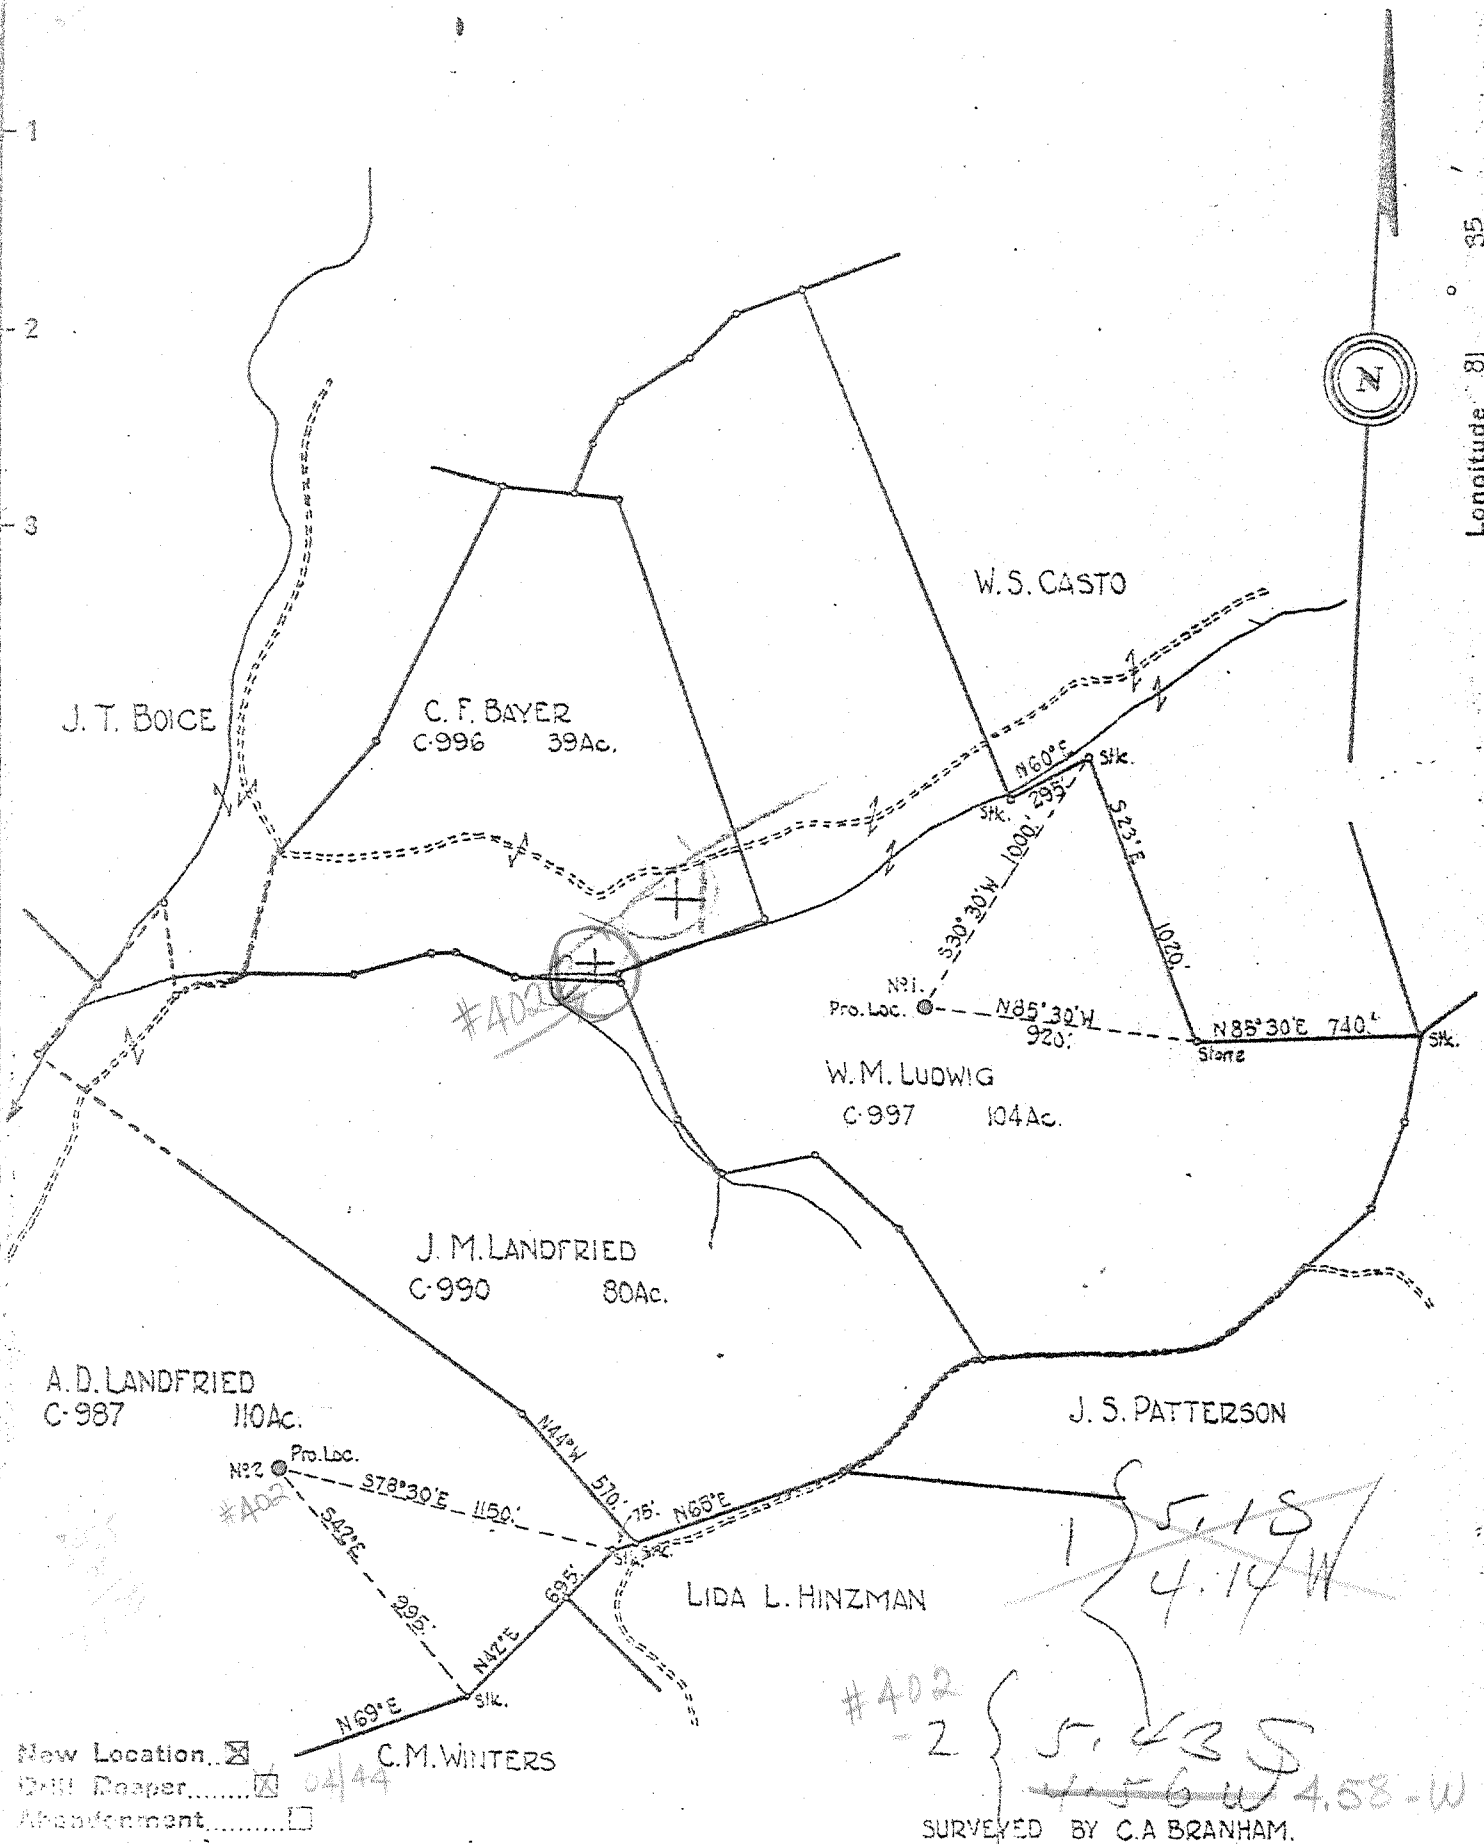 1
2
3
Longitude 81 ° 35 '
N
W. S. CASTO
J. T. BOICE
C. F. BAYER
C-996 39Ac.
N60°E
295'
Stk.
Stk.
S23°E
1020'
S30°30'W 1000'
Nº1.
Pro. Loc.
N85°30'W
920'
N85°30'E 740'
Stone
Stk.
#402
W. M. LUDWIG
C-997 104Ac.
J. M. LANDFRIED
C-990 80Ac.
A. D. LANDFRIED
C-987 110Ac.
Pro. Loc.
Nº2
#402
S78°30'E 1150'
S42°E
995'
N44°W
570'
75'
N65°E
Stk.
695'
N42°E
Stk.
N69°E
J. S. PATTERSON
LIDA L. HINZMAN
C. M. WINTERS
1 { 5.1 S
4.14 W
#402
- 2 { 5.43 S
4.56 W 4.58 - W
New Location..☒
Drill Deeper........☒ 04/44
Abandonment..........☐
SURVEYED BY C. A BRANHAM.